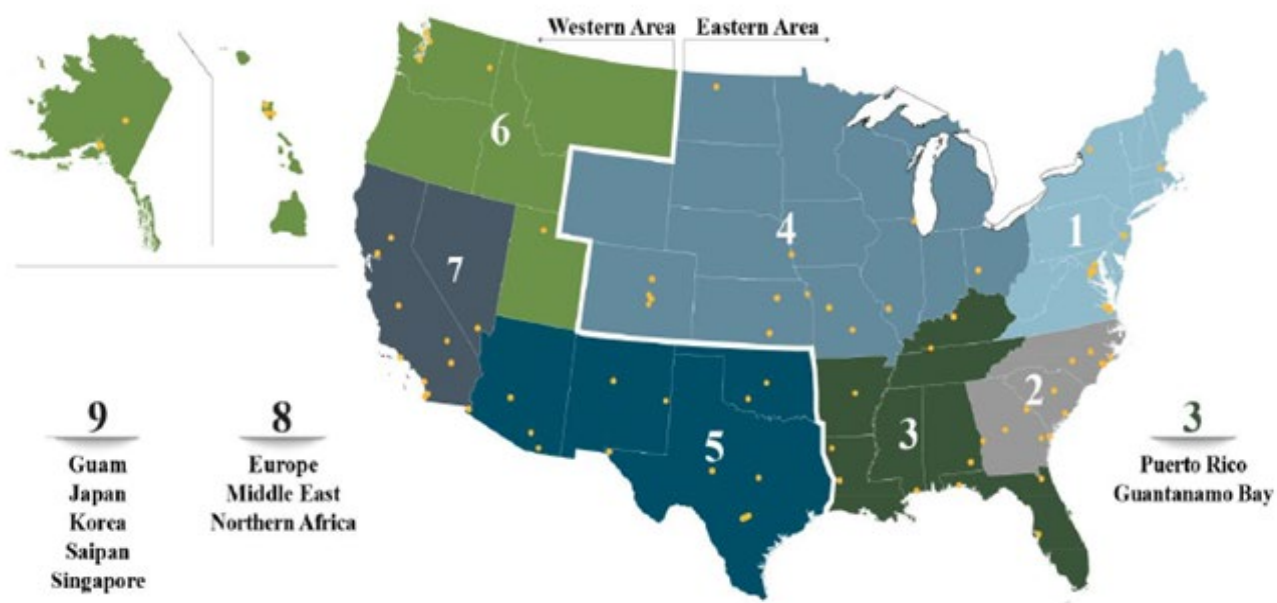 Western Area Eastern Area
6
4
1
7
2
3
5
9
Guam
Japan
Korea
Saipan
Singapore
8
Europe
Middle East
Northern Africa
3
Puerto Rico
Guantanamo Bay